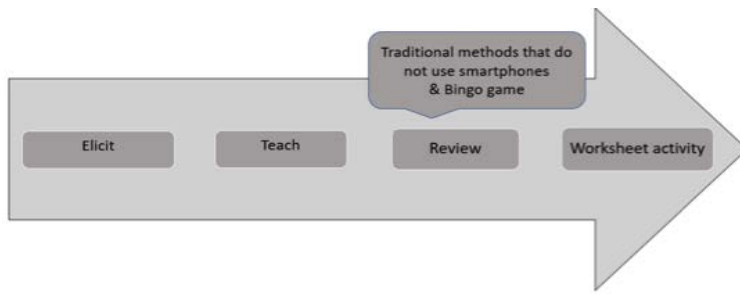 Traditional methods that do
not use smartphones
& Bingo game
Elicit
Teach
Review
Worksheet activity